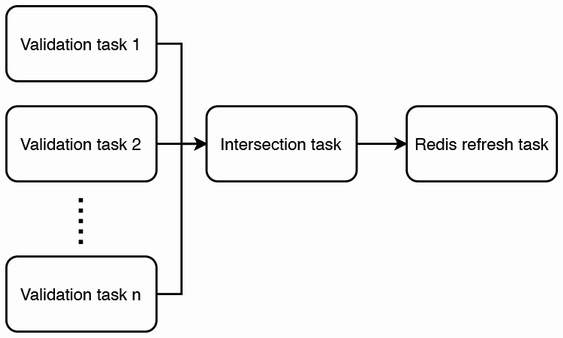 Validation task 1
Validation task 2
Intersection task
Redis refresh task
Validation task n